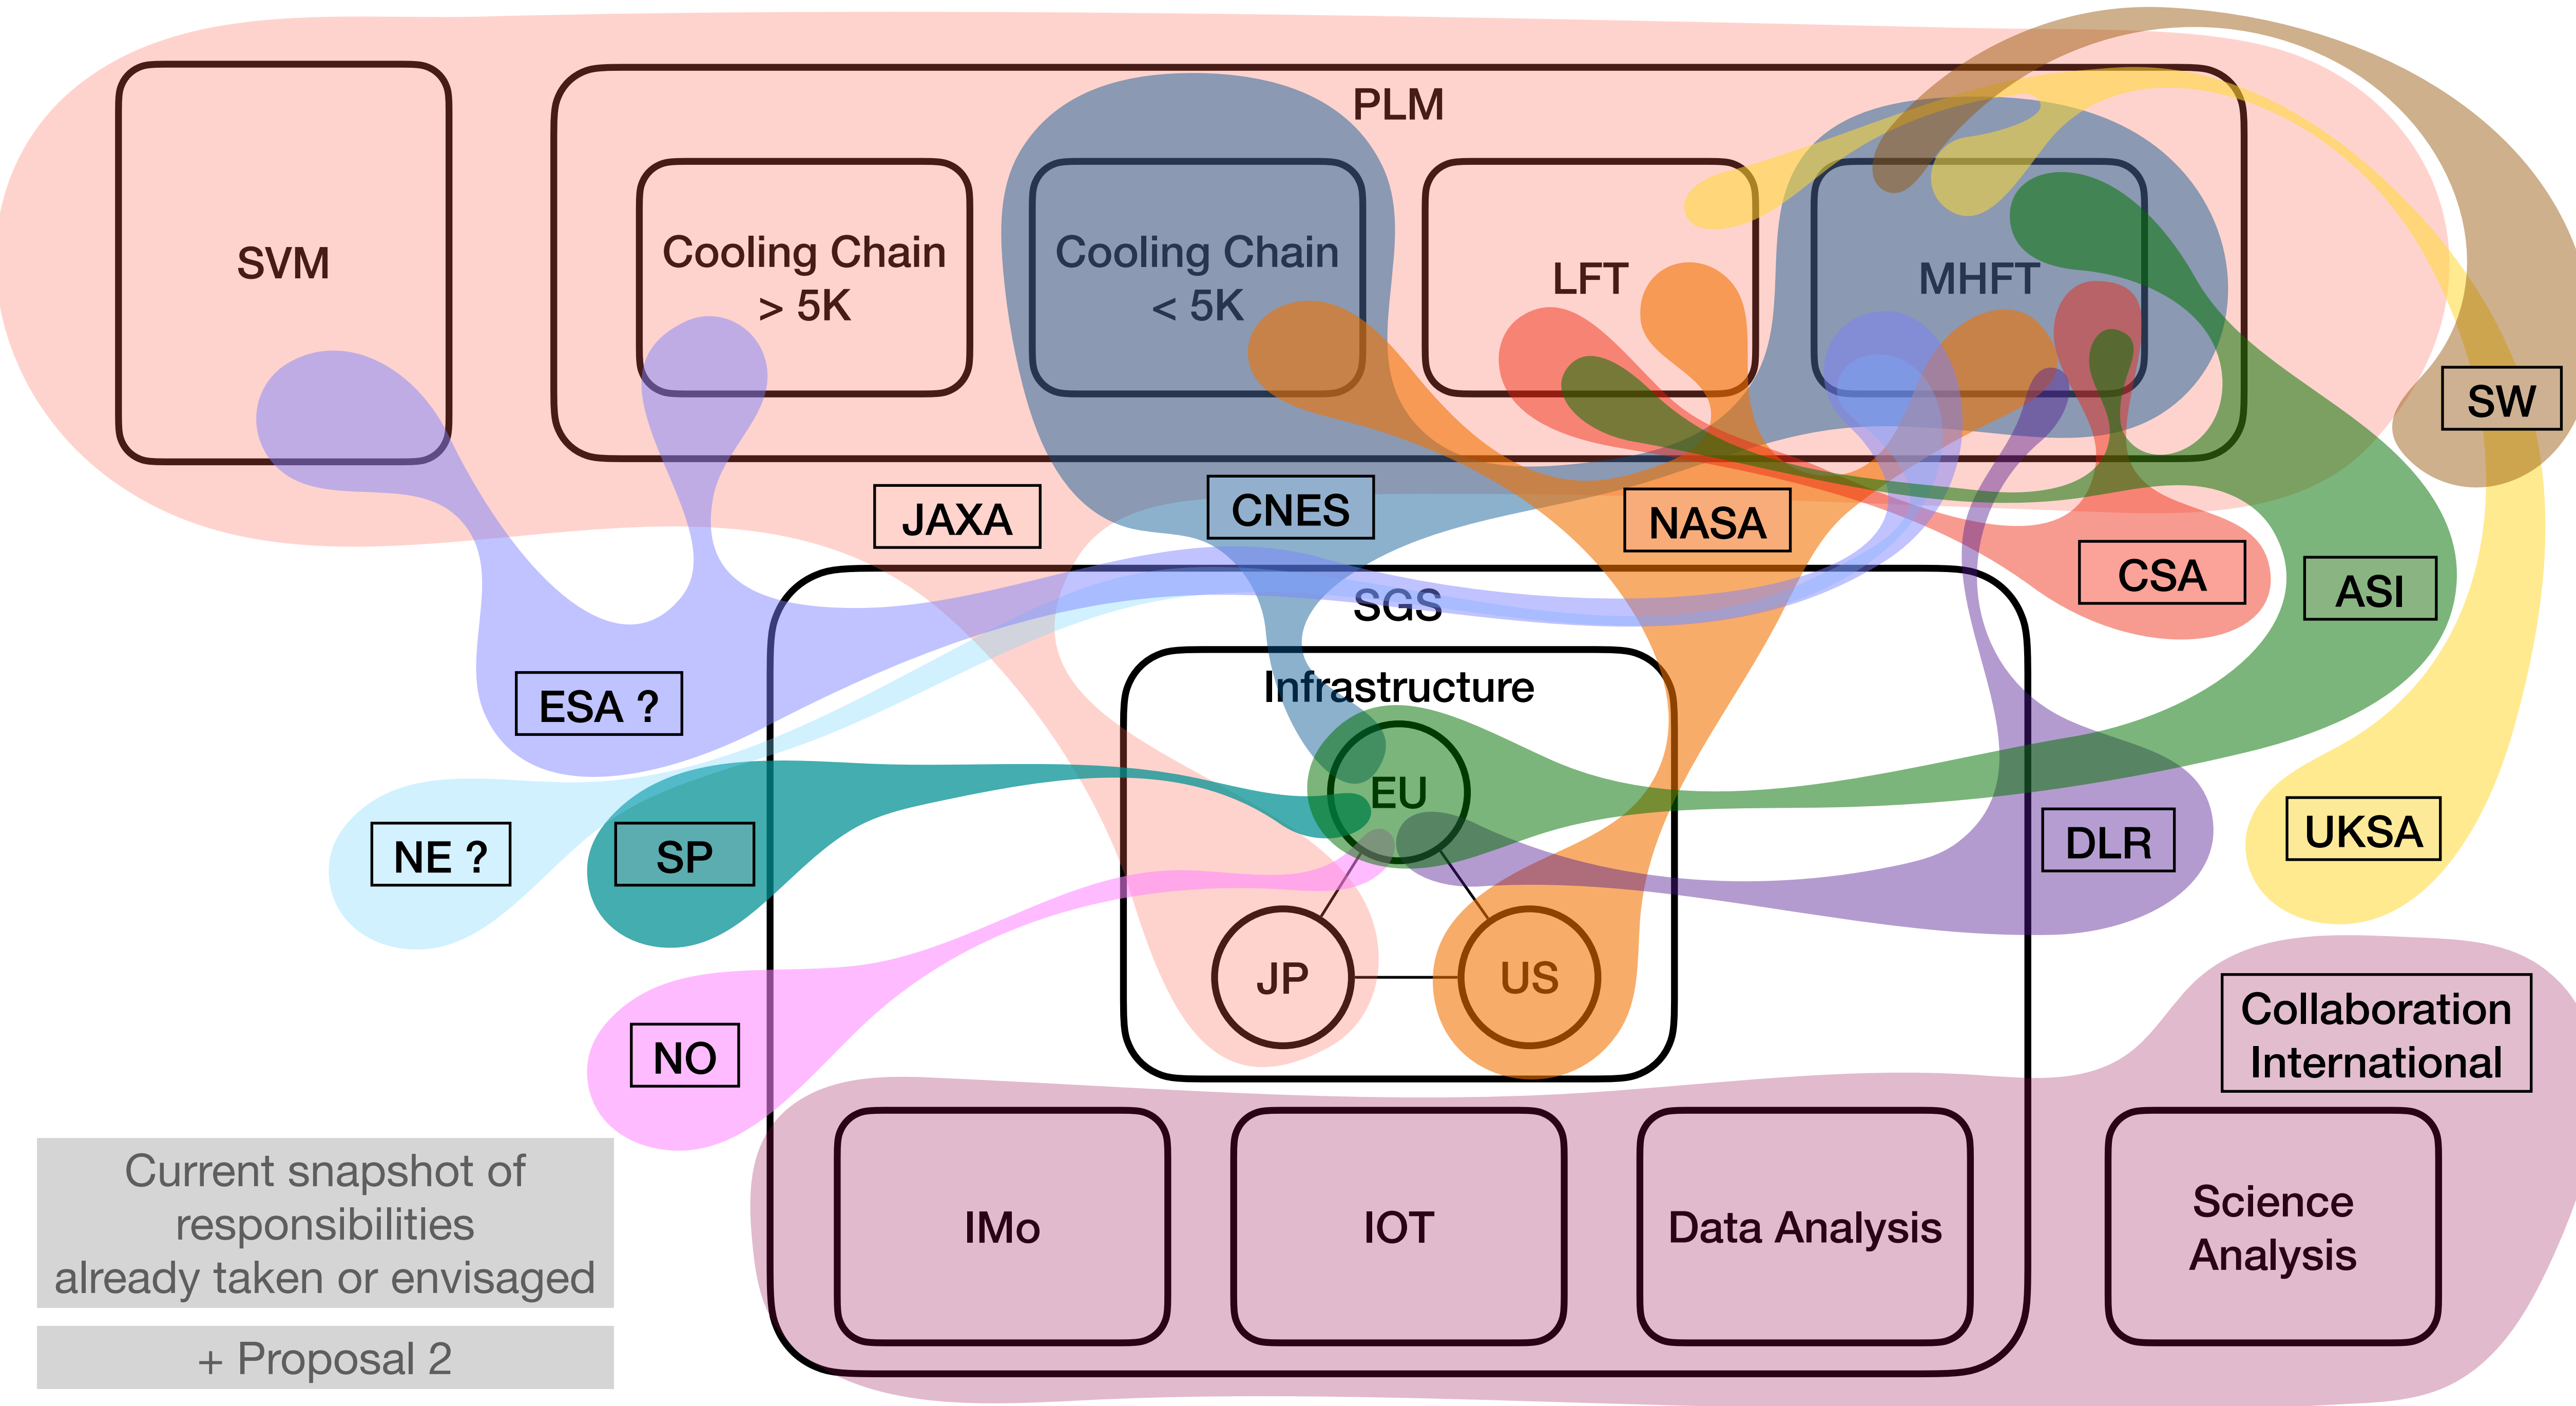 PLM
SVM
Cooling Chain
> 5K
Cooling Chain
< 5K
LFT
MHFT
SW
JAXA
CNES
NASA
CSA
ASI
SGS
Infrastructure
ESA ?
EU
NE ?
SP
DLR
UKSA
JP
US
NO
Collaboration
International
Current snapshot of
responsibilities
already taken or envisaged
+ Proposal 2
IMo
IOT
Data Analysis
Science
Analysis